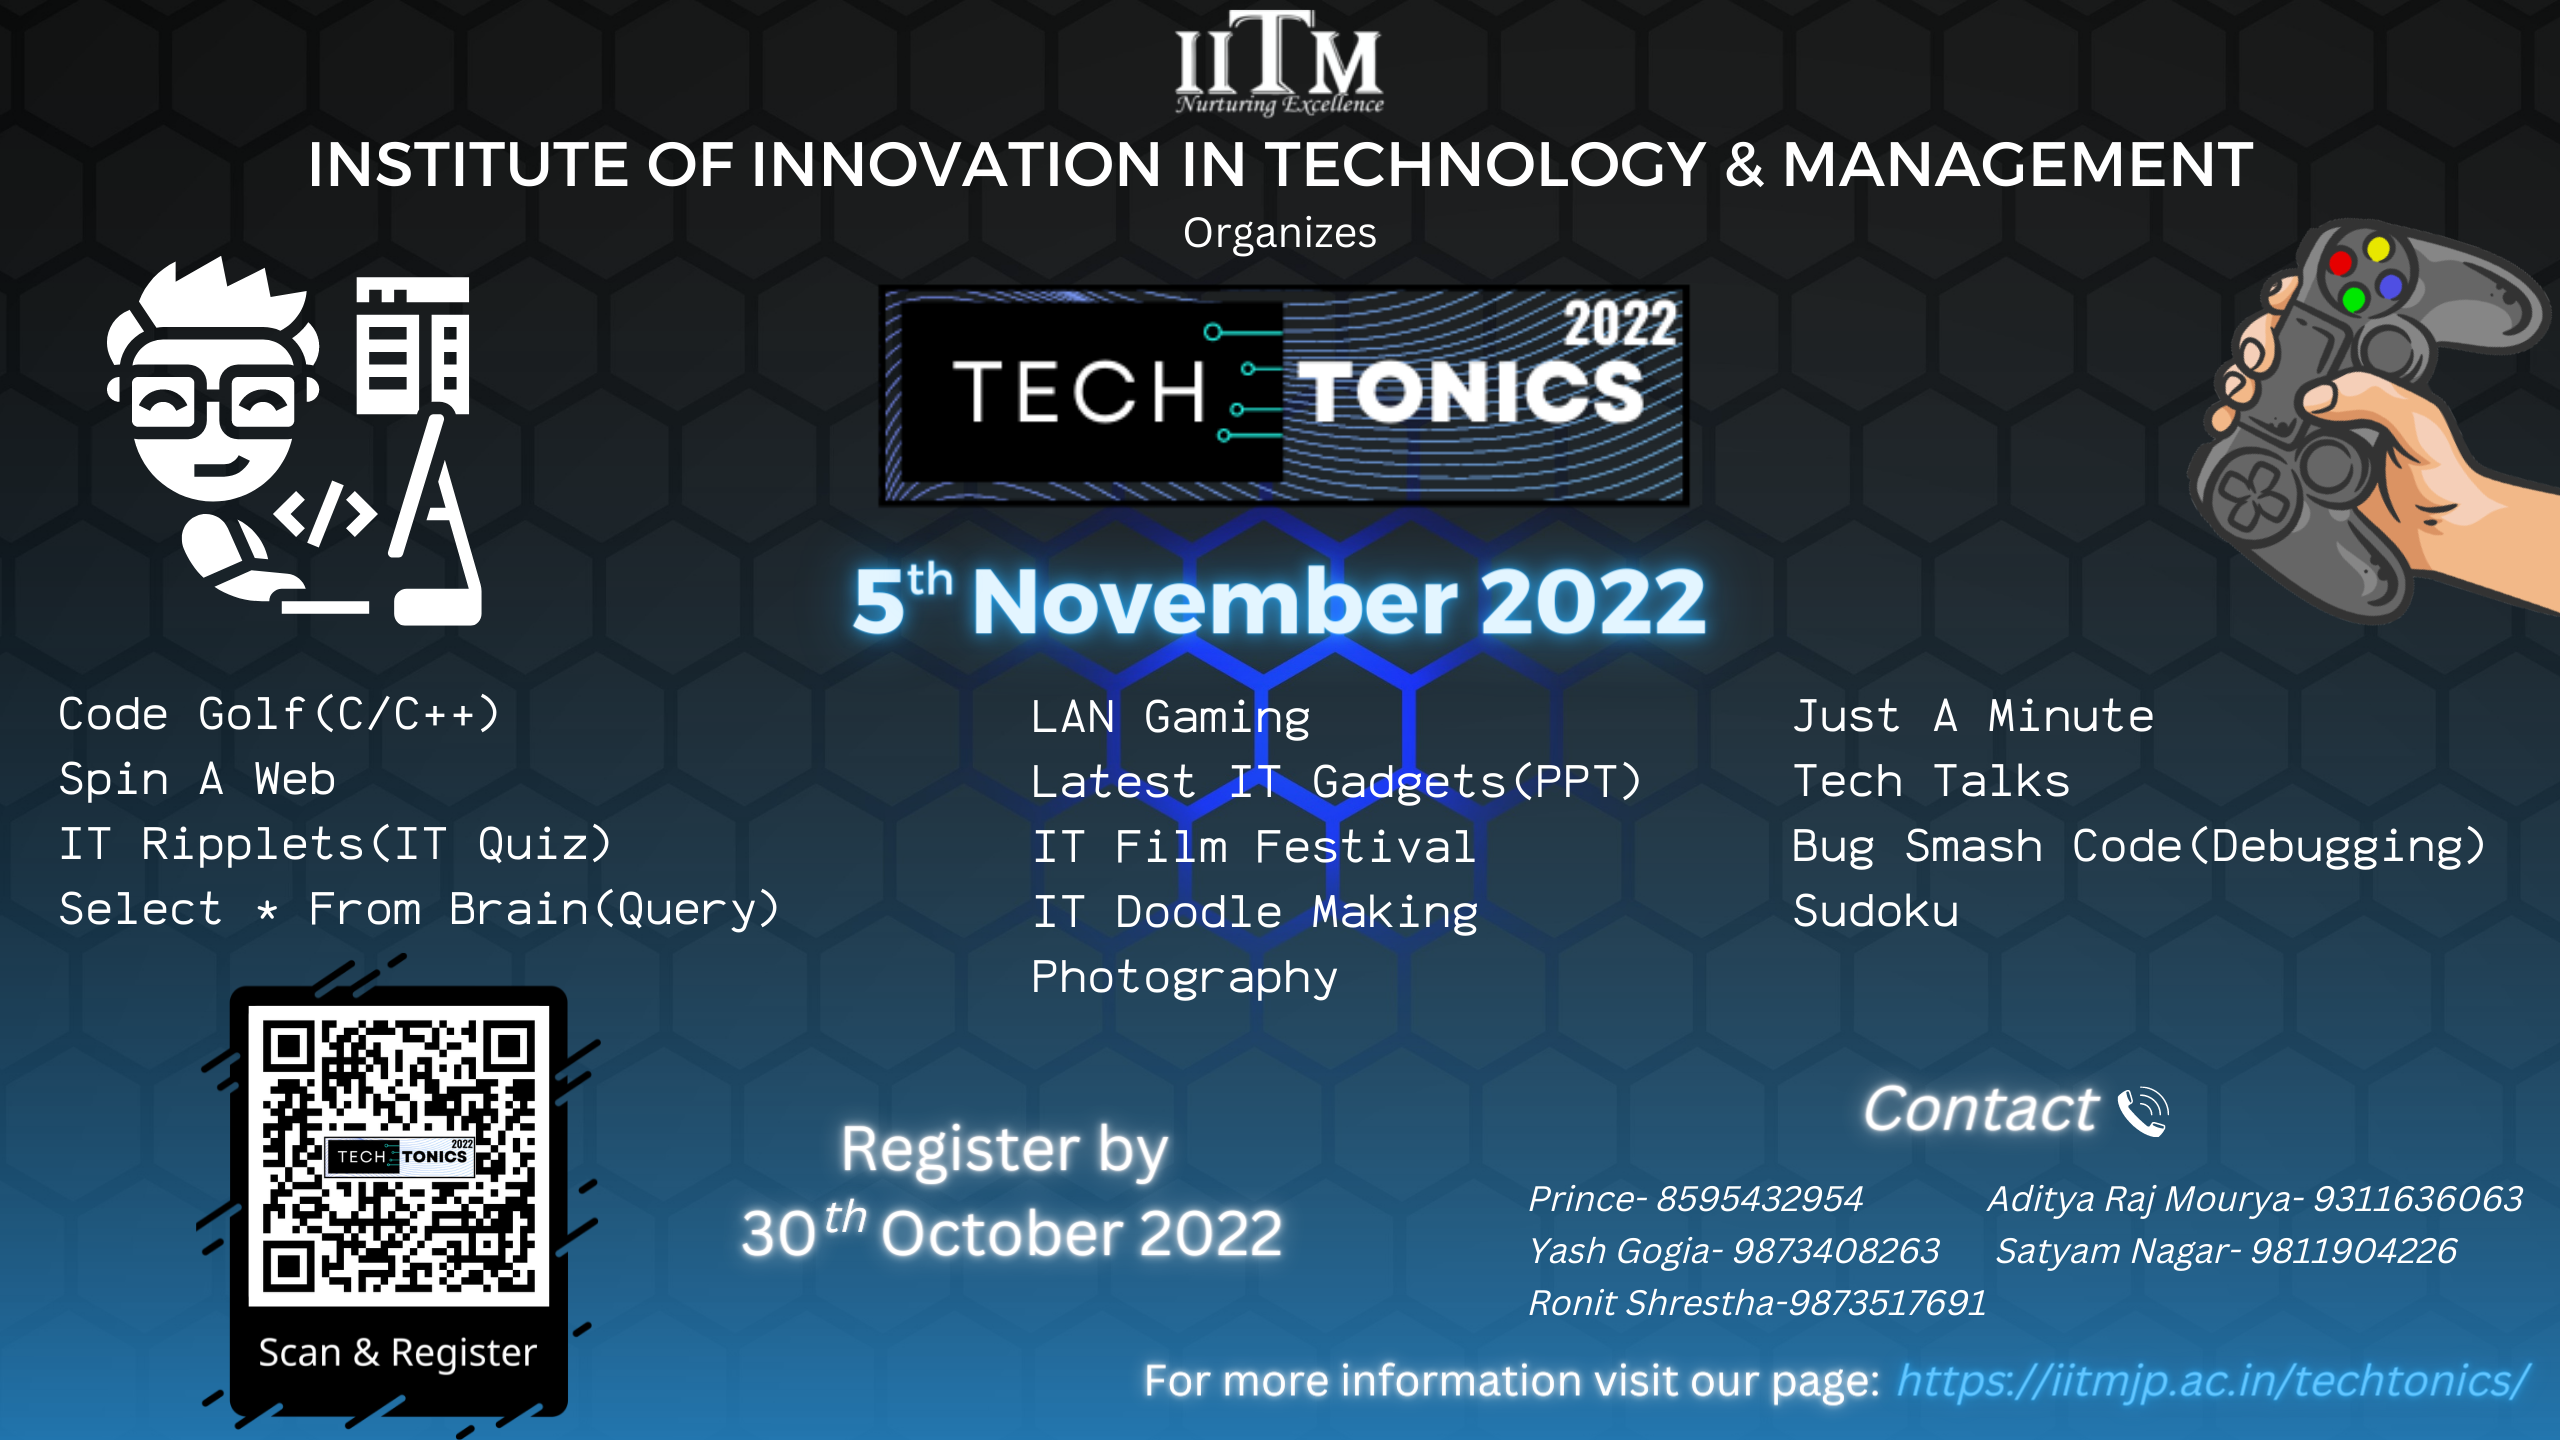 IITM
Nurturing Excellence
INSTITUTE OF INNOVATION IN TECHNOLOGY & MANAGEMENT
Organizes
2022
TECH TONICS
5th November 2022
Code Golf(C/C++)
Spin A Web
IT Ripplets(IT Quiz)
Select * From Brain(Query)
LAN Gaming
Latest IT Gadgets(PPT)
IT Film Festival
IT Doodle Making
Photography
Just A Minute
Tech Talks
Bug Smash Code(Debugging)
Sudoku
2022
TECH TONICS
Scan & Register
Register by
30th October 2022
Contact
Prince- 8595432954
Aditya Raj Mourya- 9311636063
Yash Gogia- 9873408263
Satyam Nagar- 9811904226
Ronit Shrestha-9873517691
For more information visit our page: https://iitmjp.ac.in/techtonics/